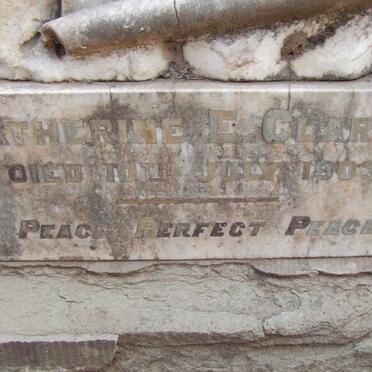 ATHERINE E. CLAR
DIED 10TH JULY 190
PEACE PERFECT PEACE